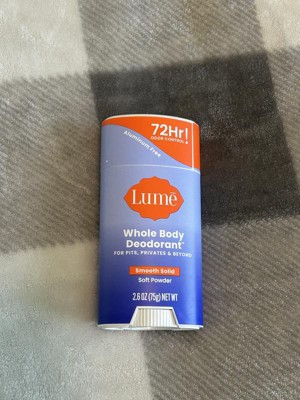 72Hr!
ODOR CONTROL
Aluminum Free
Lumē
Whole Body
Deodorant
FOR PITS, PRIVATES & BEYOND
Smooth Solid
Soft Powder
2.6 OZ (75g) NET WT